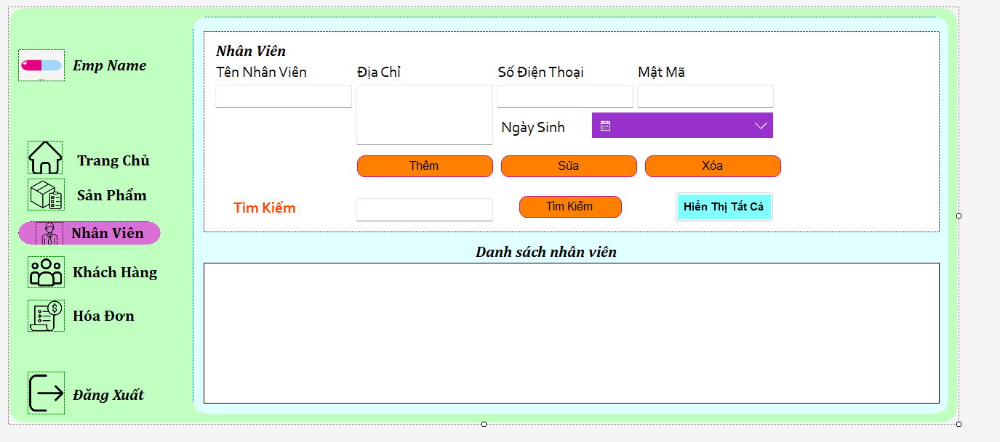 Emp Name
Trang Chủ
Sản Phẩm
Nhân Viên
Khách Hàng
Hóa Đơn
Đăng Xuất
Nhân Viên
Tên Nhân Viên
Địa Chỉ
Số Điện Thoại
Mật Mã
Ngày Sinh
Thêm
Sửa
Xóa
Tìm Kiếm
Tìm Kiếm
Hiển Thị Tất Cả
Danh sách nhân viên